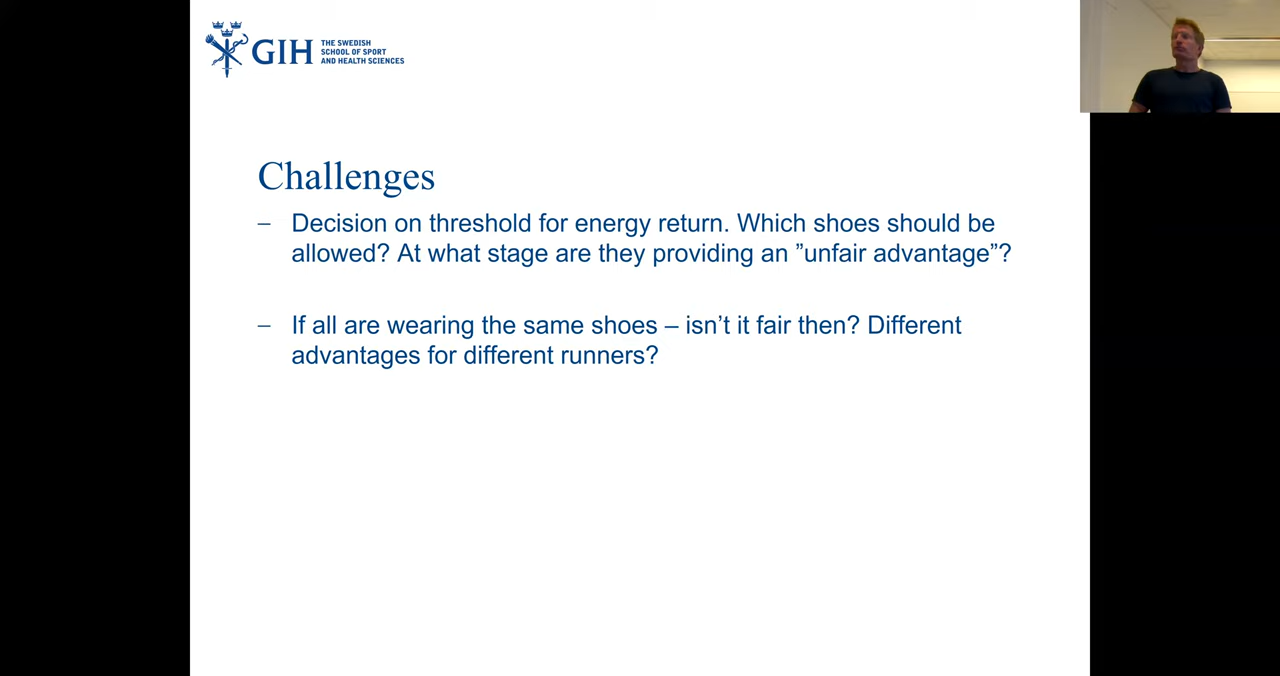 GIH
THE SWEDISH
SCHOOL OF SPORT
AND HEALTH SCIENCES
Challenges
– Decision on threshold for energy return. Which shoes should be
allowed? At what stage are they providing an ”unfair advantage”?
– If all are wearing the same shoes – isn’t it fair then? Different
advantages for different runners?